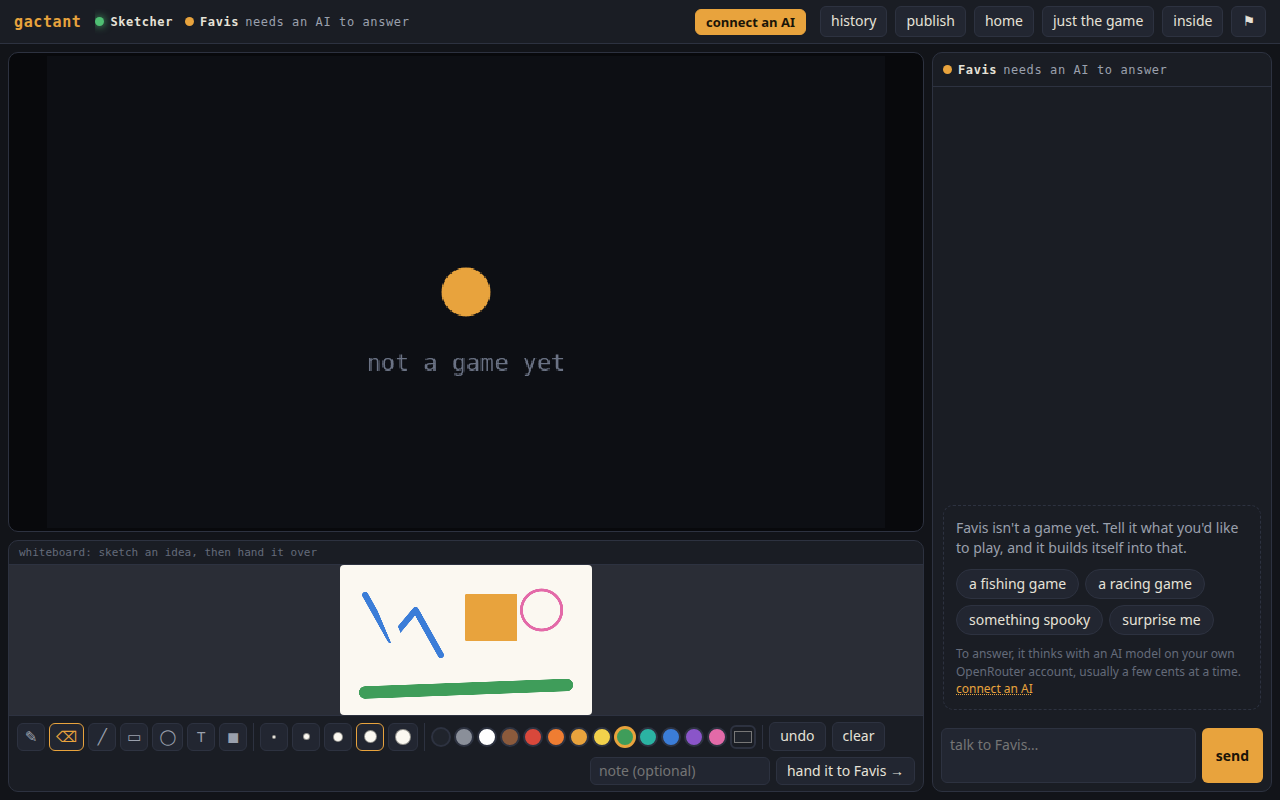 gactant
Sketcher
Favis needs an AI to answer
connect an AI
history
publish
home
just the game
inside
not a game yet
whiteboard: sketch an idea, then hand it over
T
undo
clear
note (optional)
hand it to Favis →
Favis needs an AI to answer
Favis isn't a game yet. Tell it what you'd like
to play, and it builds itself into that.
a fishing game
a racing game
something spooky
surprise me
To answer, it thinks with an AI model on your own
OpenRouter account, usually a few cents at a time.
connect an AI
talk to Favis...
send